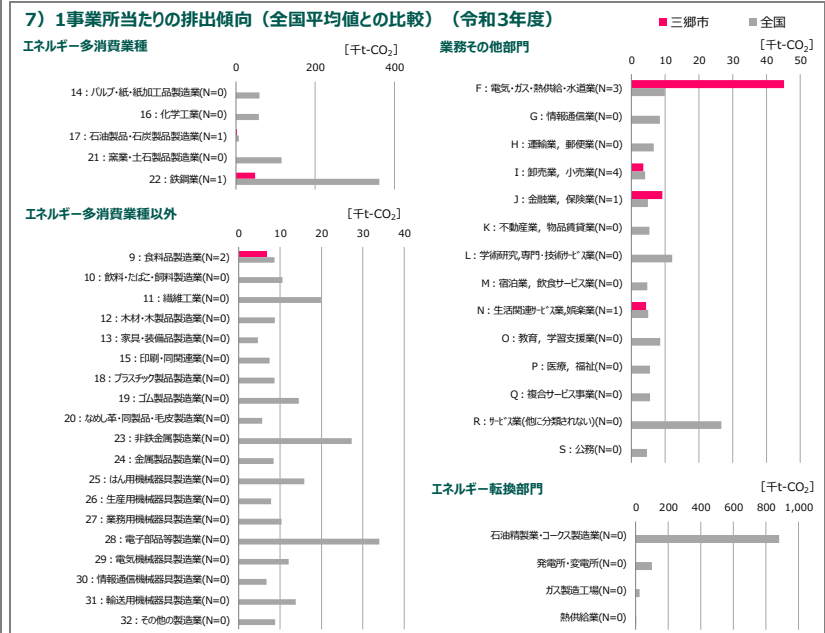 7）1事業所当たりの排出傾向（全国平均値との比較）（令和3年度）
三郷市 全国
エネルギー多消費業種
［千t-CO₂］
0 200 400
14：パルプ・紙・紙加工品製造業(N=0)
16：化学工業(N=0)
17：石油製品・石炭製品製造業(N=1)
21：窯業・土石製品製造業(N=0)
22：鉄鋼業(N=1)
エネルギー多消費業種以外
［千t-CO₂］
0 10 20 30 40
9：食料品製造業(N=2)
10：飲料・たばこ・飼料製造業(N=0)
11：繊維工業(N=0)
12：木材・木製品製造業(N=0)
13：家具・装備品製造業(N=0)
15：印刷・同関連業(N=0)
18：プラスチック製品製造業(N=0)
19：ゴム製品製造業(N=0)
20：なめし革・同製品・毛皮製造業(N=0)
23：非鉄金属製造業(N=0)
24：金属製品製造業(N=0)
25：はん用機械器具製造業(N=0)
26：生産用機械器具製造業(N=0)
27：業務用機械器具製造業(N=0)
28：電子部品等製造業(N=0)
29：電気機械器具製造業(N=0)
30：情報通信機械器具製造業(N=0)
31：輸送用機械器具製造業(N=0)
32：その他の製造業(N=0)
業務その他部門
［千t-CO₂］
0 10 20 30 40 50
F：電気・ガス・熱供給・水道業(N=3)
G：情報通信業(N=0)
H：運輸業，郵便業(N=0)
I：卸売業，小売業(N=4)
J：金融業，保険業(N=1)
K：不動産業，物品賃貸業(N=0)
L：学術研究,専門・技術サービス業(N=0)
M：宿泊業，飲食サービス業(N=0)
N：生活関連サービス業,娯楽業(N=1)
O：教育，学習支援業(N=0)
P：医療，福祉(N=0)
Q：複合サービス事業(N=0)
R：サービス業(他に分類されない)(N=0)
S：公務(N=0)
エネルギー転換部門
［千t-CO₂］
0 200 400 600 800 1,000
石油精製業・コークス製造業(N=0)
発電所・変電所(N=0)
ガス製造工場(N=0)
熱供給業(N=0)